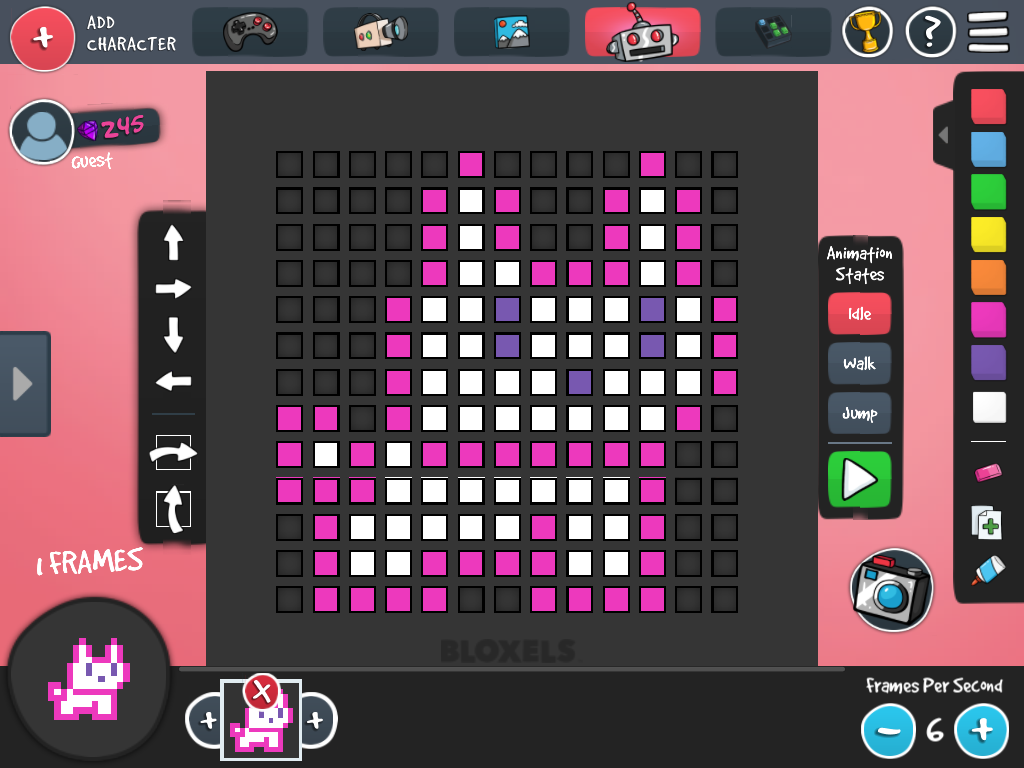 ADD
CHARACTER
?
245
Guest
Animation
States
Idle
Walk
Jump
1 FRAMES
BLOXELS
X
+
+
Frames Per Second
6